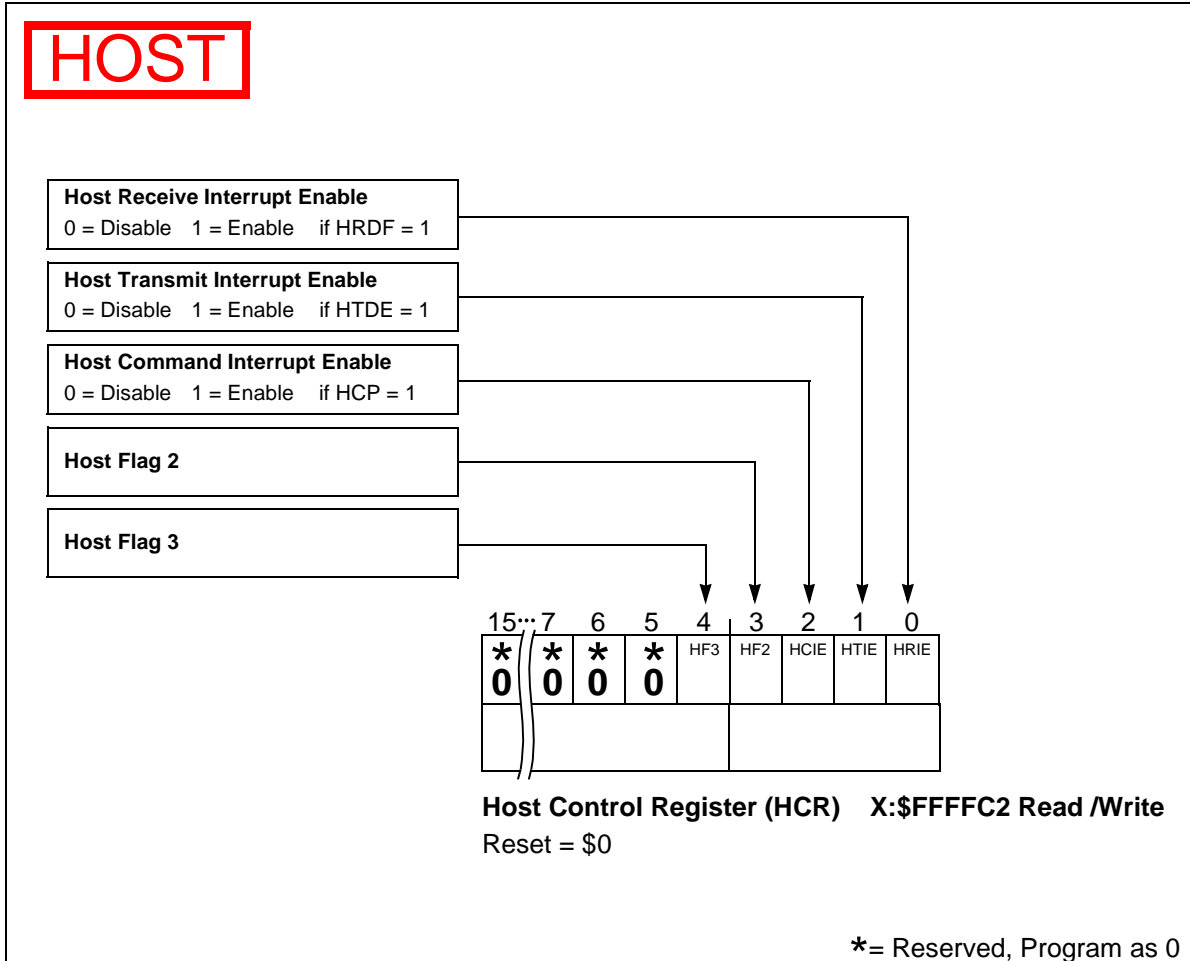 HOST
Host Receive Interrupt Enable
0 = Disable 1 = Enable if HRDF = 1
Host Transmit Interrupt Enable
0 = Disable 1 = Enable if HTDE = 1
Host Command Interrupt Enable
0 = Disable 1 = Enable if HCP = 1
Host Flag 2
Host Flag 3
15 ··· 7 6 5 4 3 2 1 0
* * * * HF3 HF2 HCIE HTIE HRIE
0 0 0 0
Host Control Register (HCR) X:$FFFFC2 Read /Write
Reset = $0
*= Reserved, Program as 0